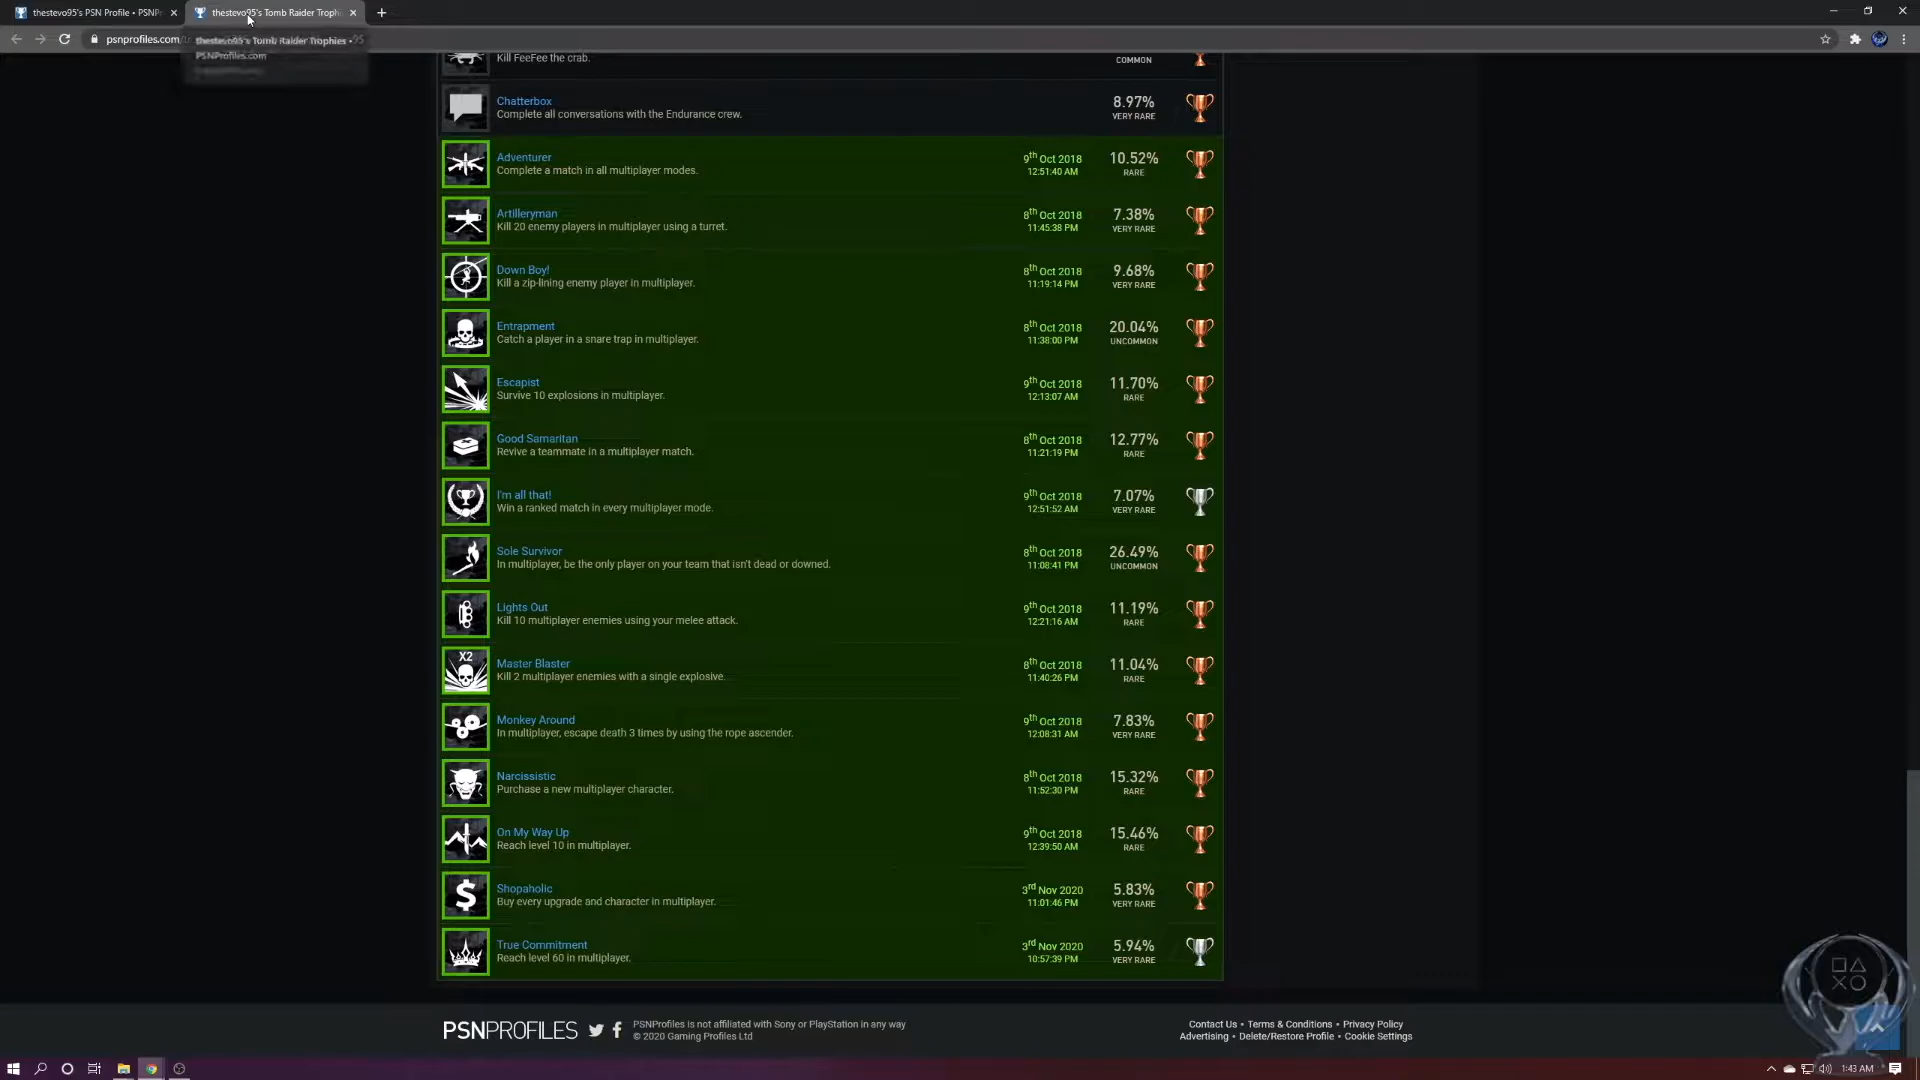 thestevo95's PSN Profile • PSNP
thestevo95's Tomb Raider Troph
psnprofiles.com
thestevo95's Tomb Raider Trophies •
PSNProfiles.com
Kill FeeFee the crab.
COMMON
Chatterbox
Complete all conversations with the Endurance crew.
8.97%
VERY RARE
Adventurer
Complete a match in all multiplayer modes.
9th Oct 2018
12:51:40 AM
10.52%
RARE
Artilleryman
Kill 20 enemy players in multiplayer using a turret.
8th Oct 2018
11:45:38 PM
7.38%
VERY RARE
Down Boy!
Kill a zip-lining enemy player in multiplayer.
8th Oct 2018
11:19:14 PM
9.68%
VERY RARE
Entrapment
Catch a player in a snare trap in multiplayer.
8th Oct 2018
11:38:00 PM
20.04%
UNCOMMON
Escapist
Survive 10 explosions in multiplayer.
9th Oct 2018
12:13:07 AM
11.70%
RARE
Good Samaritan
Revive a teammate in a multiplayer match.
8th Oct 2018
11:21:19 PM
12.77%
RARE
I'm all that!
Win a ranked match in every multiplayer mode.
9th Oct 2018
12:51:52 AM
7.07%
VERY RARE
Sole Survivor
In multiplayer, be the only player on your team that isn't dead or downed.
8th Oct 2018
11:08:41 PM
26.49%
UNCOMMON
Lights Out
Kill 10 multiplayer enemies using your melee attack.
9th Oct 2018
12:21:16 AM
11.19%
RARE
X2
Master Blaster
Kill 2 multiplayer enemies with a single explosive.
8th Oct 2018
11:40:26 PM
11.04%
RARE
Monkey Around
In multiplayer, escape death 3 times by using the rope ascender.
9th Oct 2018
12:08:31 AM
7.83%
VERY RARE
Narcissistic
Purchase a new multiplayer character.
8th Oct 2018
11:52:30 PM
15.32%
RARE
On My Way Up
Reach level 10 in multiplayer.
9th Oct 2018
12:39:50 AM
15.46%
RARE
$
Shopaholic
Buy every upgrade and character in multiplayer.
3rd Nov 2020
11:01:46 PM
5.83%
VERY RARE
True Commitment
Reach level 60 in multiplayer.
3rd Nov 2020
10:57:39 PM
5.94%
VERY RARE
PSNPROFILES
PSNProfiles is not affiliated with Sony or PlayStation in any way
© 2020 Gaming Profiles Ltd
Contact Us • Terms & Conditions • Privacy Policy
Advertising • Delete/Restore Profile • Cookie Settings
1:43 AM